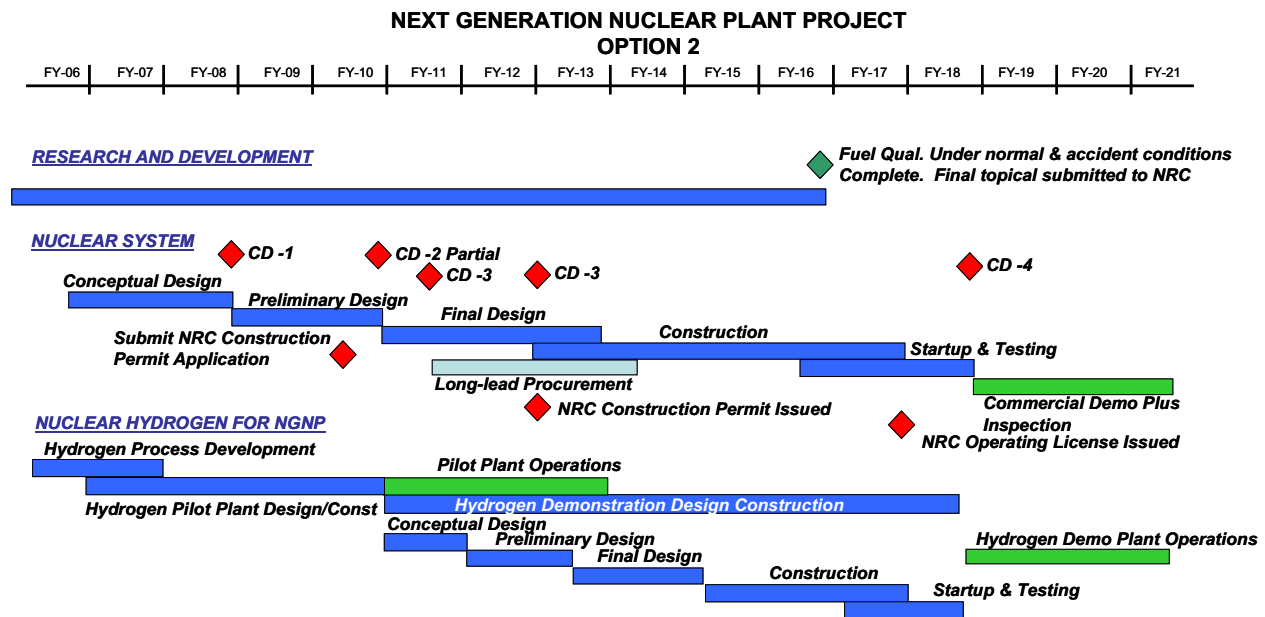 NEXT GENERATION NUCLEAR PLANT PROJECT
OPTION 2
FY-06 FY-07 FY-08 FY-09 FY-10 FY-11 FY-12 FY-13 FY-14 FY-15 FY-16 FY-17 FY-18 FY-19 FY-20 FY-21
RESEARCH AND DEVELOPMENT
Fuel Qual. Under normal & accident conditions
Complete. Final topical submitted to NRC
NUCLEAR SYSTEM
CD -1
CD -2 Partial
CD -3
CD -3
CD -4
Conceptual Design
Preliminary Design
Final Design
Submit NRC Construction
Permit Application
Construction
Startup & Testing
Long-lead Procurement
Commercial Demo Plus
Inspection
NRC Construction Permit Issued
NRC Operating License Issued
NUCLEAR HYDROGEN FOR NGNP
Hydrogen Process Development
Pilot Plant Operations
Hydrogen Pilot Plant Design/Const
Hydrogen Demonstration Design Construction
Conceptual Design
Preliminary Design
Final Design
Hydrogen Demo Plant Operations
Construction
Startup & Testing